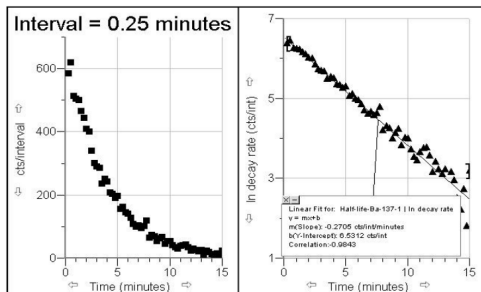 Interval = 0.25 minutes
600
400
200
0
0
5
10
15
cts/interval
Time (minutes)
7
5
3
1
0
5
10
15
ln decay rate (cts/int)
Time (minutes)
Linear Fit for: Half-life-Ba-137-1 | ln decay rate
y = mx+b
m(Slope): -0.2705 cts/int/minutes
b(Y-Intercept): 6.5312 cts/int
Correlation:-0.9843